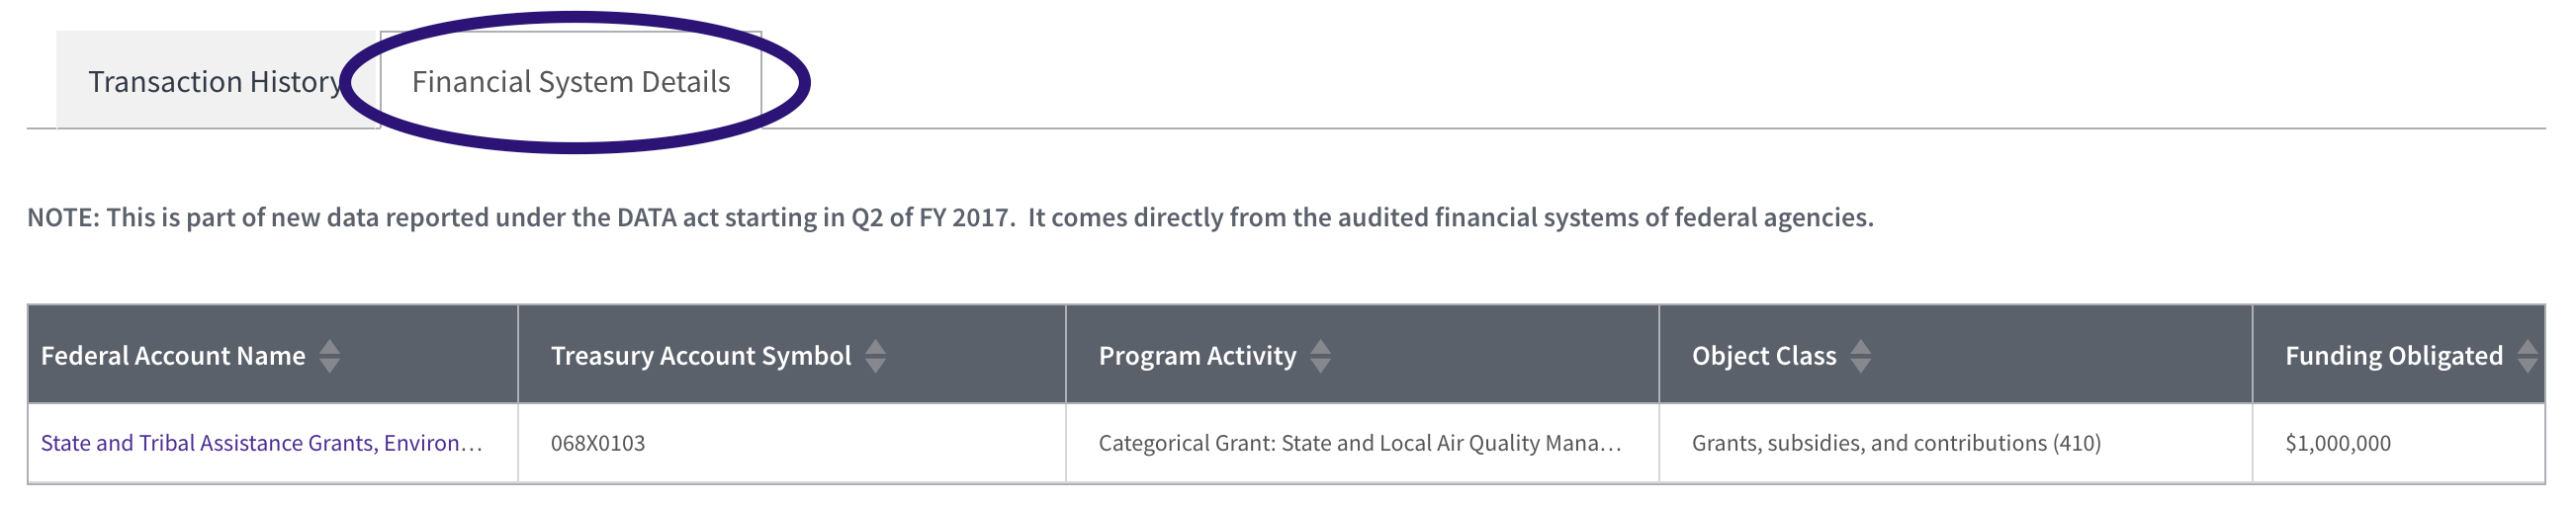 Transaction History Financial System Details
NOTE: This is part of new data reported under the DATA act starting in Q2 of FY 2017.  It comes directly from the audited financial systems of federal agencies.
Federal Account Name Treasury Account Symbol Program Activity Object Class Funding Obligated
State and Tribal Assistance Grants, Environ... 068X0103 Categorical Grant: State and Local Air Quality Mana... Grants, subsidies, and contributions (410) $1,000,000